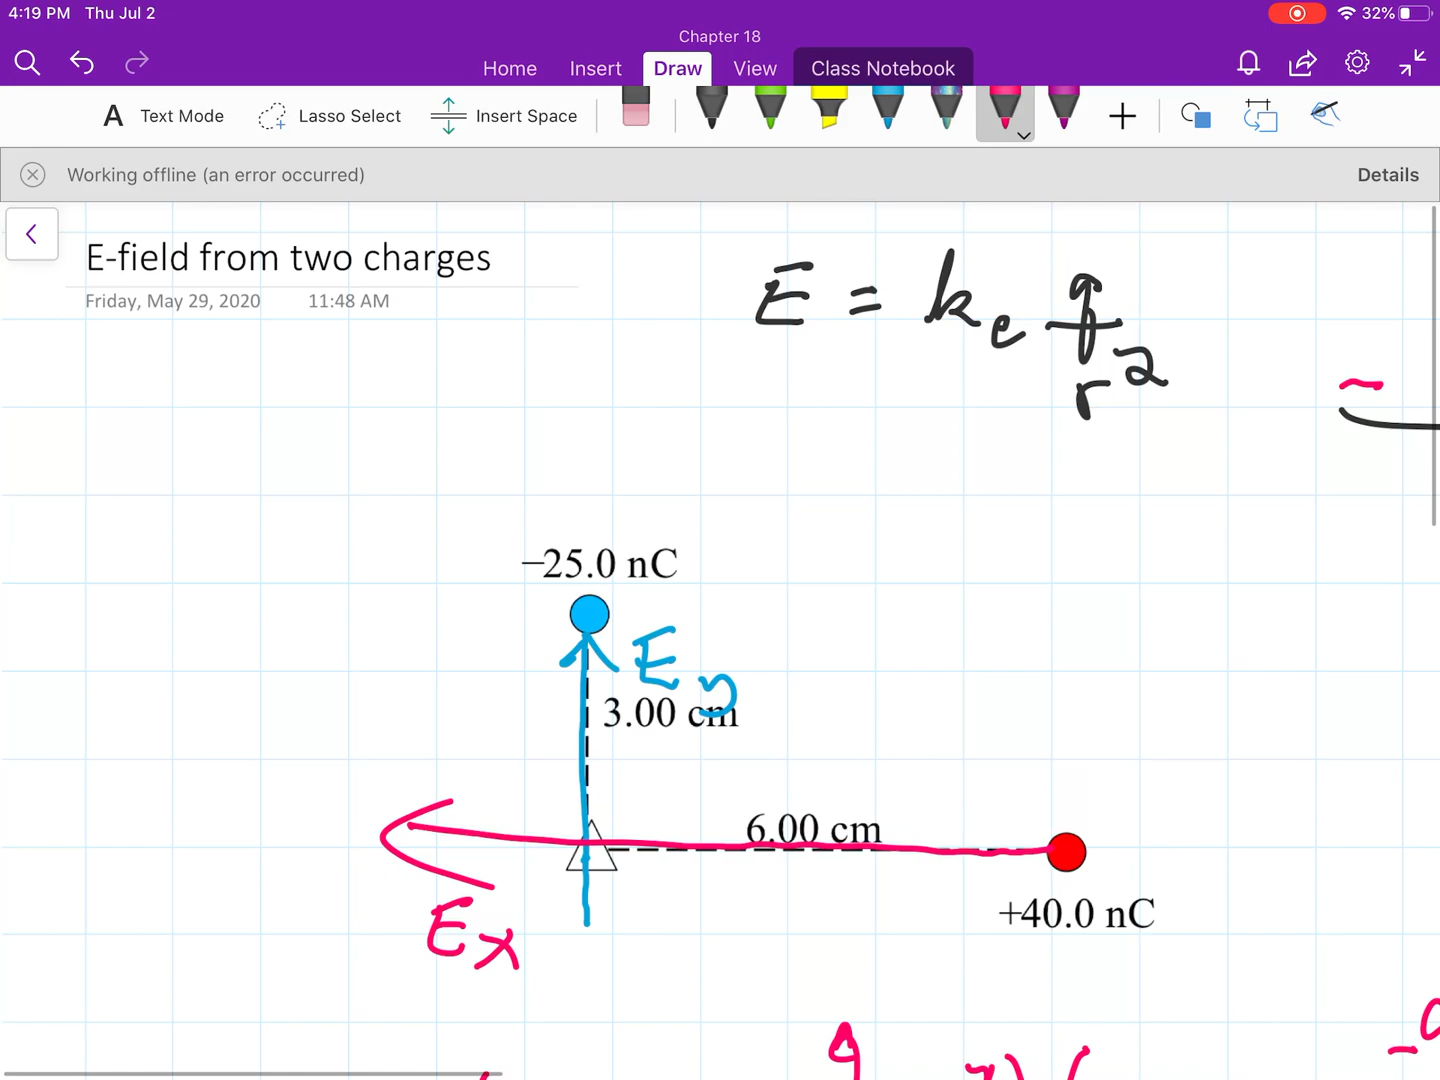 4:19 PM Thu Jul 2
32%
Chapter 18
Home Insert Draw View Class Notebook
A Text Mode Lasso Select Insert Space
Working offline (an error occurred) Details
E-field from two charges
Friday, May 29, 2020 11:48 AM
E = ke q
r2
−25.0 nC
Ey
3.00 cm
6.00 cm
Ex
+40.0 nC